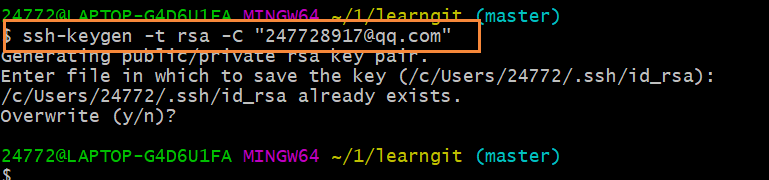 24772@LAPTOP-G4D6U1FA MINGW64 ~/1/learngit (master)
$ ssh-keygen -t rsa -C "247728917@qq.com"
Generating public/private rsa key pair.
Enter file in which to save the key (/c/Users/24772/.ssh/id_rsa):
/c/Users/24772/.ssh/id_rsa already exists.
Overwrite (y/n)?
24772@LAPTOP-G4D6U1FA MINGW64 ~/1/learngit (master)
$